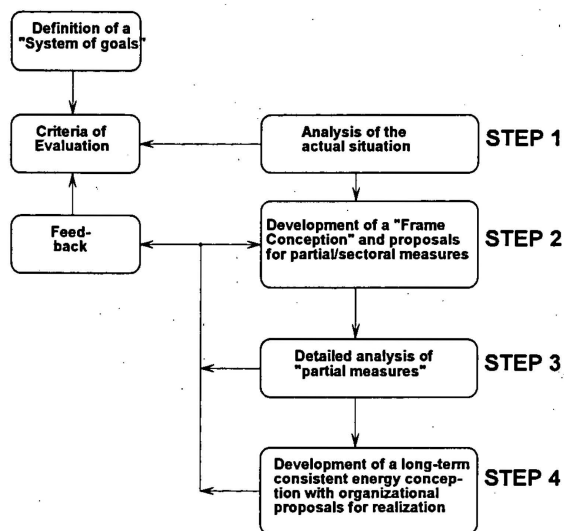 Definition of a
"System of goals"
Criteria of
Evaluation
Analysis of the
actual situation
STEP 1
Feed-
back
Development of a "Frame
Conception" and proposals
for partial/sectoral measures
STEP 2
Detailed analysis of
"partial measures"
STEP 3
Development of a long-term
consistent energy concep-
tion with organizational
proposals for realization
STEP 4